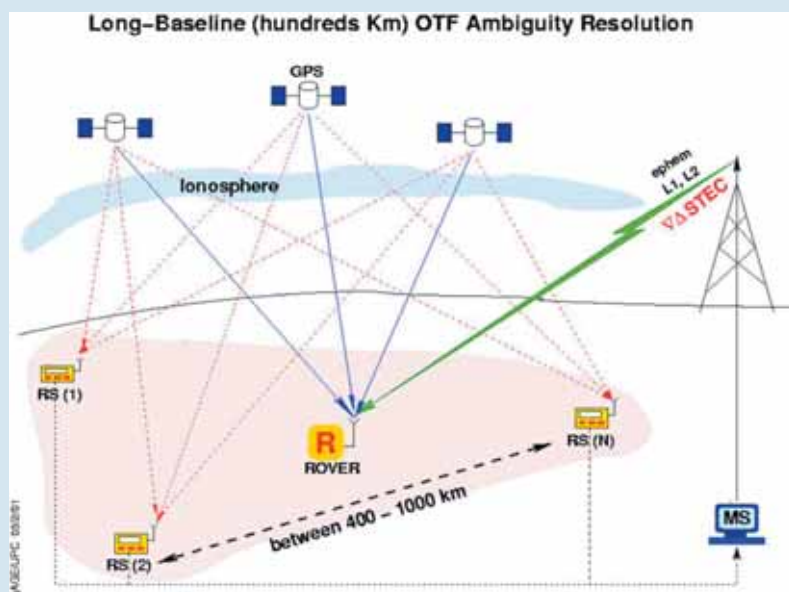 Long-Baseline (hundreds Km) OTF Ambiguity Resolution
GPS
Ionosphere
ephem
L1, L2
∇Δ STEC
RS (1)
R
ROVER
RS (N)
between 400 - 1000 km
RS (2)
MS